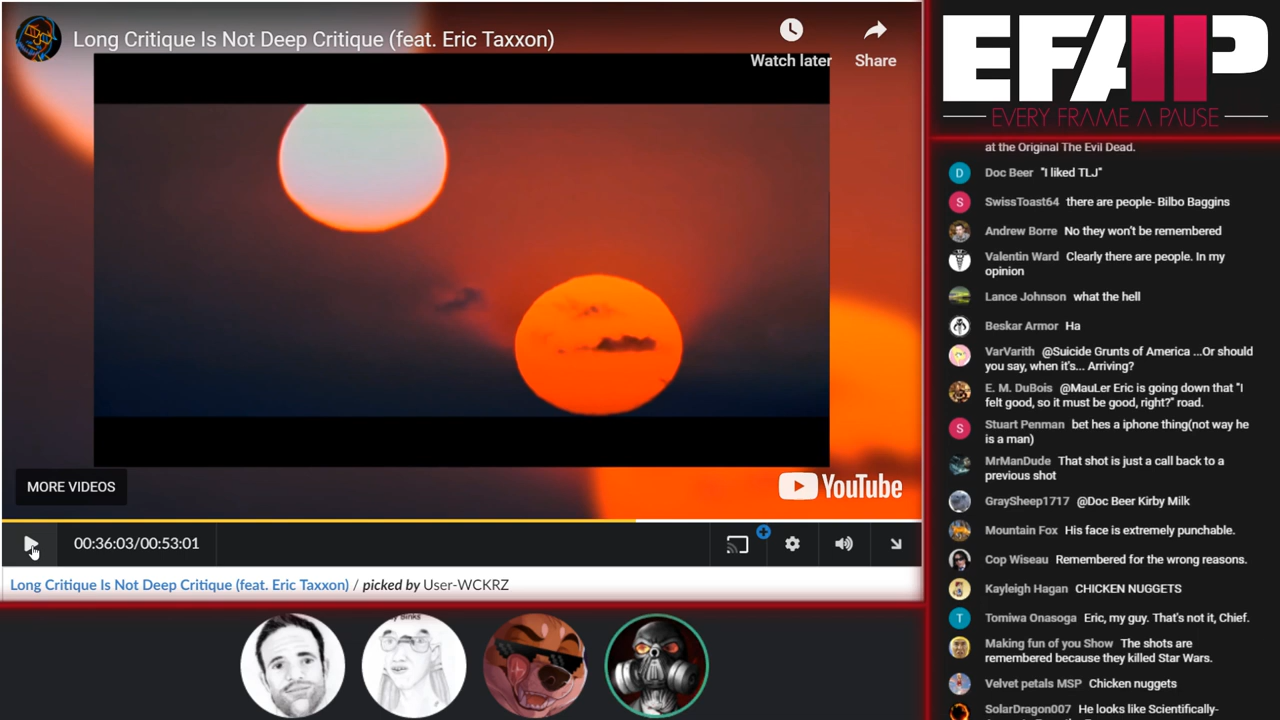 Long Critique Is Not Deep Critique (feat. Eric Taxxon)
Watch later
Share
MORE VIDEOS
YouTube
00:36:03/00:53:01
Long Critique Is Not Deep Critique (feat. Eric Taxxon) / picked by User-WCKRZ
EFAP
EVERY FRAME A PAUSE
at the Original The Evil Dead.
D
Doc Beer "I liked TLJ"
S
SwissToast64 there are people- Bilbo Baggins
Andrew Borre No they won't be remembered
Valentin Ward Clearly there are people. In my
opinion
Lance Johnson what the hell
Beskar Armor Ha
VarVarith @Suicide Grunts of America ...Or should
you say, when it's... Arriving?
E. M. DuBois @MauLer Eric is going down that "I
felt good, so it must be good, right?" road.
S
Stuart Penman bet hes a iphone thing(not way he
is a man)
MrManDude That shot is just a call back to a
previous shot
GraySheep1717 @Doc Beer Kirby Milk
Mountain Fox His face is extremely punchable.
Cop Wiseau Remembered for the wrong reasons.
Kayleigh Hagan CHICKEN NUGGETS
T
Tomiwa Onasoga Eric, my guy. That's not it, Chief.
Making fun of you Show The shots are
remembered because they killed Star Wars.
Velvet petals MSP Chicken nuggets
SolarDragon007 He looks like Scientifically-